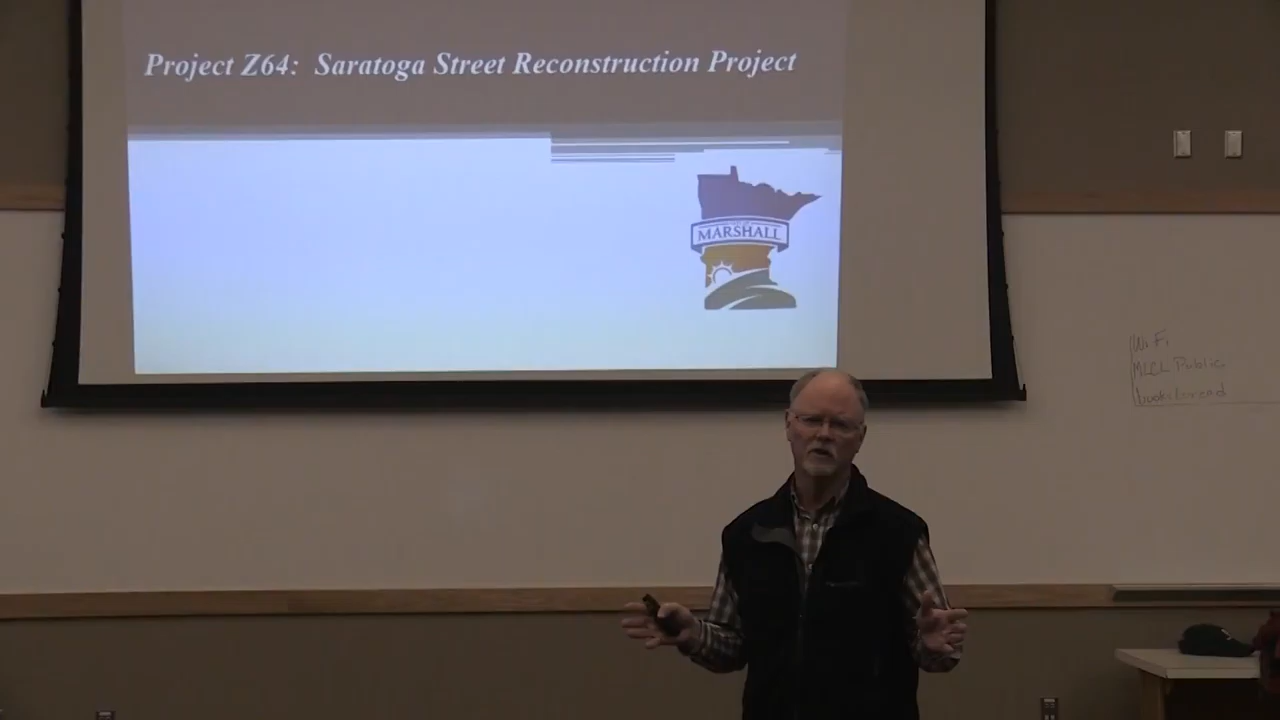 Project Z64: Saratoga Street Reconstruction Project
MARSHALL
Wi Fi
MLCL Public